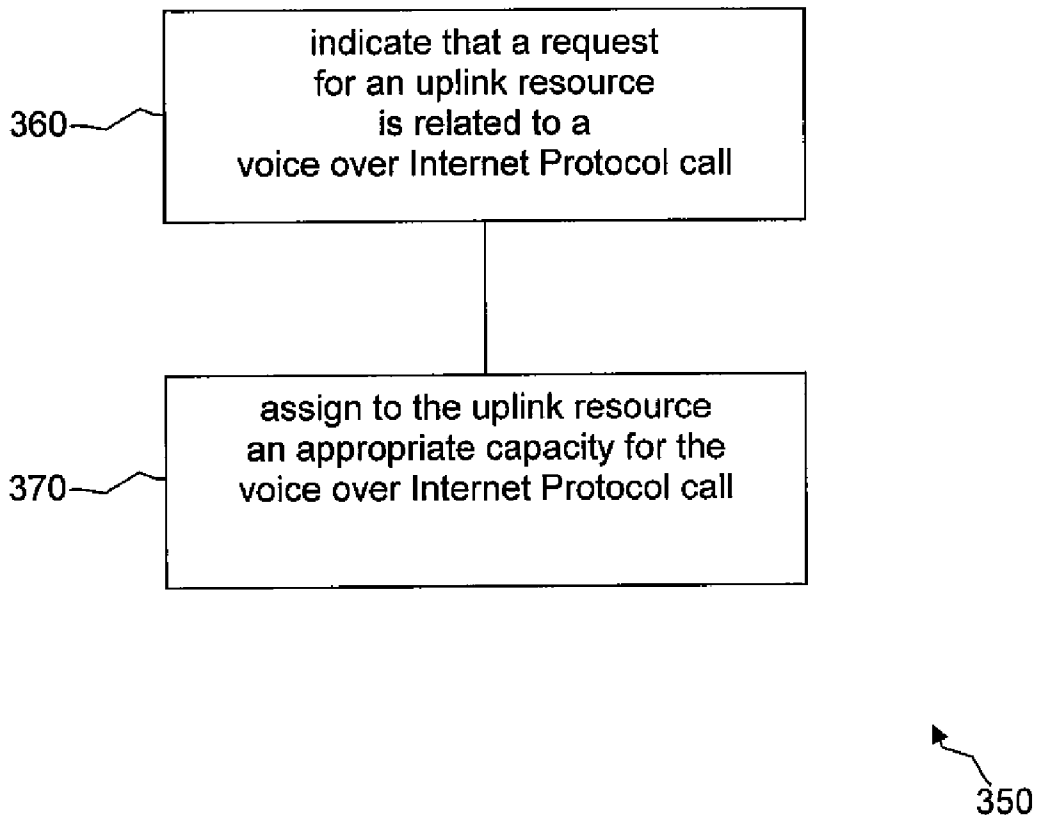 indicate that a request
for an uplink resource
is related to a
voice over Internet Protocol call
360
assign to the uplink resource
an appropriate capacity for the
voice over Internet Protocol call
370
350